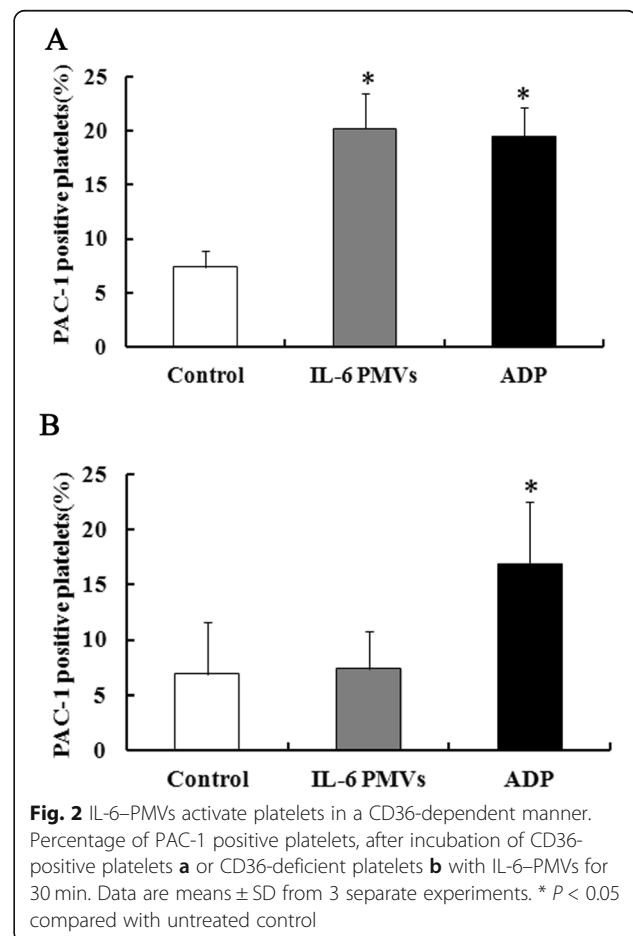 A
PAC-1 positive platelets(%)
25
20
15
10
5
0
*
*
Control
IL-6 PMVs
ADP
B
PAC-1 positive platelets(%)
25
20
15
10
5
0
*
Control
IL-6 PMVs
ADP
Fig. 2 IL-6–PMVs activate platelets in a CD36-dependent manner.
Percentage of PAC-1 positive platelets, after incubation of CD36-
positive platelets a or CD36-deficient platelets b with IL-6–PMVs for
30 min. Data are means ± SD from 3 separate experiments. * P < 0.05
compared with untreated control